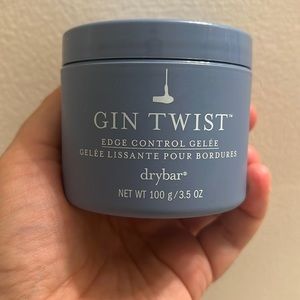 GIN TWIST™
EDGE CONTROL GELÉE
GELÉE LISSANTE POUR BORDURES
drybar®
NET WT 100 g / 3.5 OZ